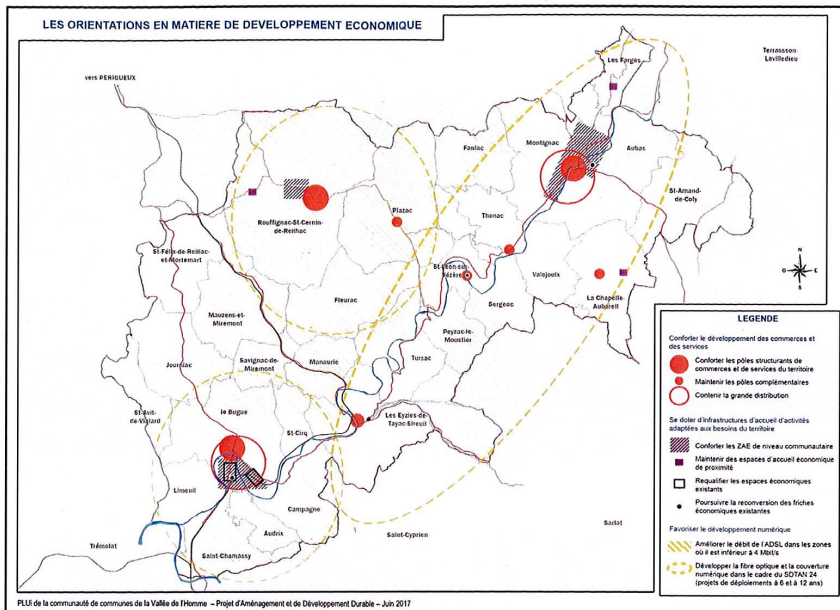 LES ORIENTATIONS EN MATIERE DE DEVELOPPEMENT ECONOMIQUE
Terrasson-
Lavilledieu
Les Farges
vers PERIGUEUX
Montignac
Aubas
Fanlac
St-Amand-
de-Coly
Plazac
Rouffignac-St-Cernin-
de-Reilhac
Thonac
St-Félix-de-Reillac-
et-Mortemart
St-Léon-sur-
Vézère
Valojoulx
Fleurac
Sergeac
La Chapelle-
Aubareil
Mauzens-et-
Miremont
Peyzac-le-
Moustier
Savignac-de-
Miremont
Manaurie
Tursac
Journiac
St-Avit-
de-Vialard
le Bugue
St-Cirq
Les Eyzies-de-
Tayac-Sireuil
Limeuil
Campagne
Audrix
Saint-Cyprien
Sarlat
Trémolat
Saint-Chamassy
N
O
E
S
LEGENDE
Conforter le développement des commerces et
des services
Conforter les pôles structurants de
commerces et de services du territoire
Maintenir les pôles complémentaires
Contenir la grande distribution
Se doter d'infrastructures d'accueil d'activités
adaptées aux besoins du territoire
Conforter les ZAE de niveau communautaire
Maintenir des espaces d'accueil économique
de proximité
Requalifier les espaces économiques
existants
Poursuivre la reconversion des friches
économiques existantes
Favoriser le développement numérique
Améliorer le débit de l'ADSL dans les zones
où il est inférieur à 4 Mbit/s
Développer la fibre optique et la couverture
numérique dans le cadre du SDTAN 24
(projets de déploiements à 6 et à 12 ans)
PLUi de la communauté de communes de la Vallée de l'Homme – Projet d'Aménagement et de Développement Durable – Juin 2017